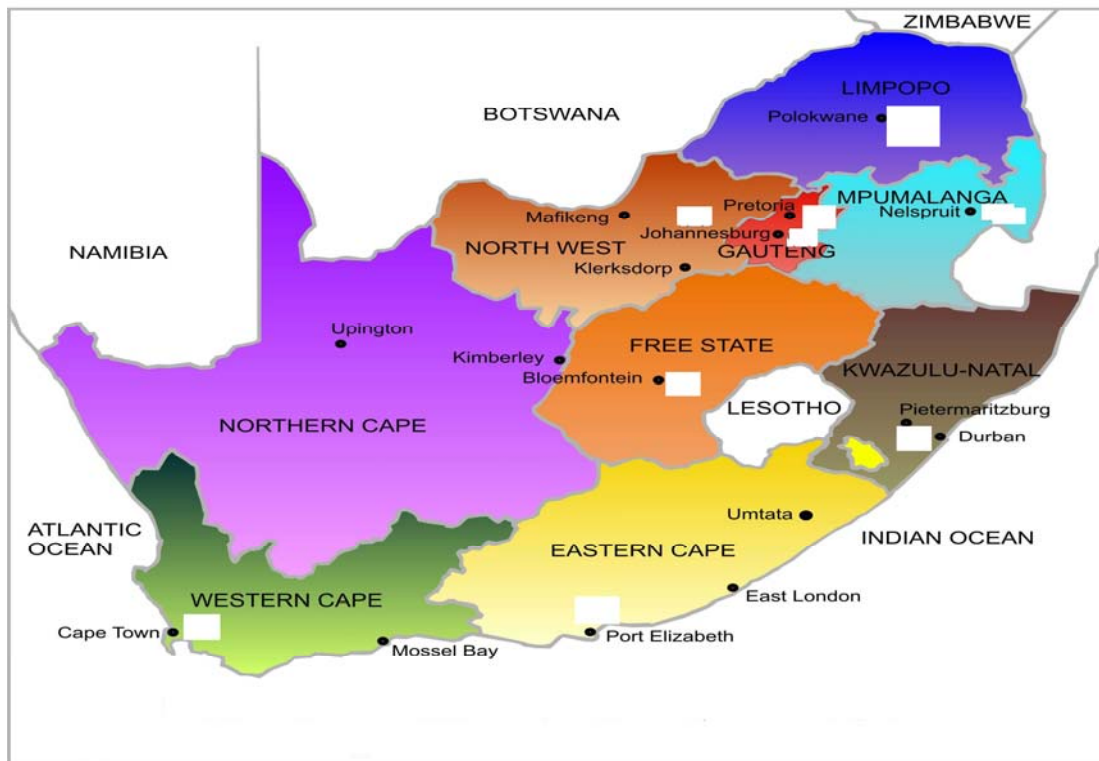 ZIMBABWE
LIMPOPO
BOTSWANA
Polokwane
MPUMALANGA
Pretoria
Nelspruit
Mafikeng
Johannesburg
NORTH WEST
GAUTENG
NAMIBIA
Klerksdorp
Upington
FREE STATE
Kimberley
KWAZULU-NATAL
Bloemfontein
LESOTHO
Pietermaritzburg
NORTHERN CAPE
Durban
Umtata
ATLANTIC
OCEAN
INDIAN OCEAN
EASTERN CAPE
East London
WESTERN CAPE
Cape Town
Port Elizabeth
Mossel Bay